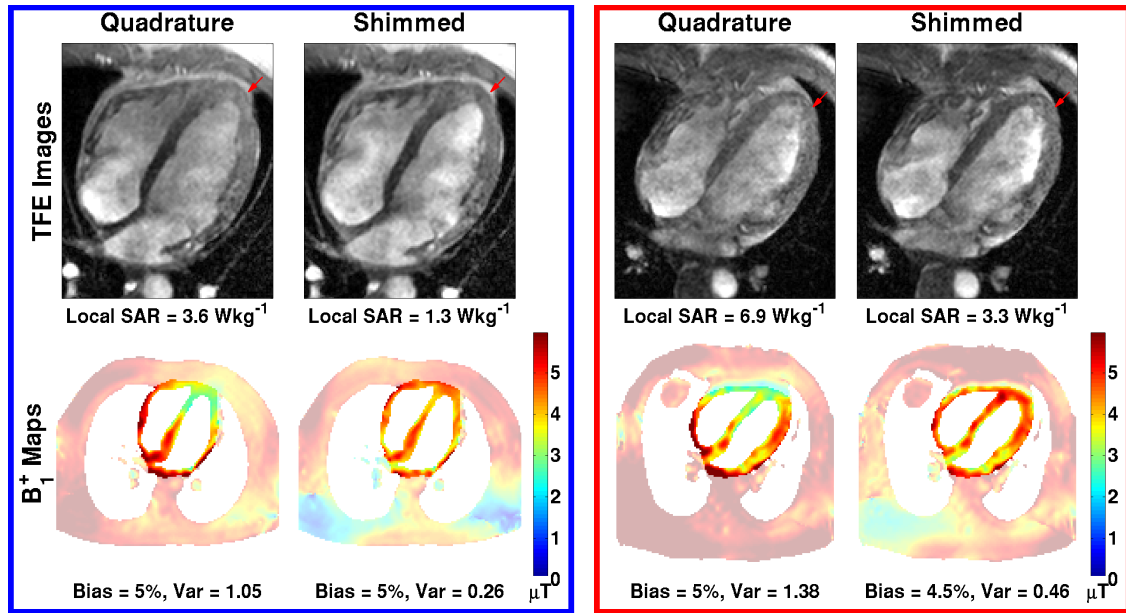 Quadrature Shimmed
TFE Images
Local SAR = 3.6 Wkg⁻¹ Local SAR = 1.3 Wkg⁻¹
B₁⁺ Maps
5
4
3
2
1
0
Bias = 5%, Var = 1.05 Bias = 5%, Var = 0.26 μT
Quadrature Shimmed
Local SAR = 6.9 Wkg⁻¹ Local SAR = 3.3 Wkg⁻¹
5
4
3
2
1
0
Bias = 5%, Var = 1.38 Bias = 4.5%, Var = 0.46 μT